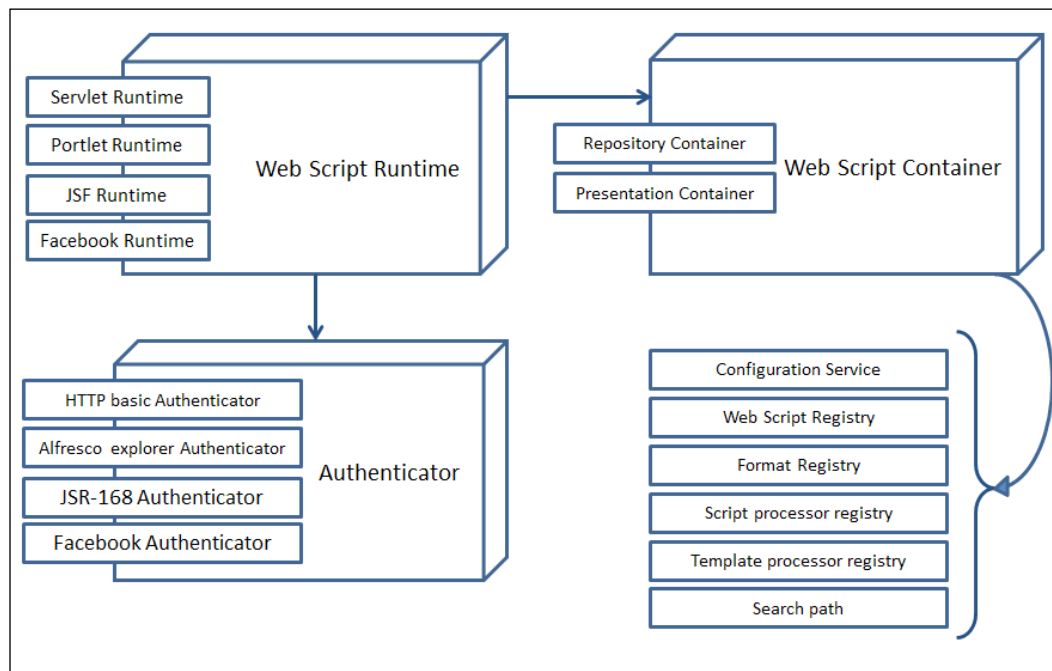 Servlet Runtime
Portlet Runtime
JSF Runtime
Facebook Runtime
Web Script Runtime
Repository Container
Presentation Container
Web Script Container
HTTP basic Authenticator
Alfresco explorer Authenticator
JSR-168 Authenticator
Facebook Authenticator
Authenticator
Configuration Service
Web Script Registry
Format Registry
Script processor registry
Template processor registry
Search path